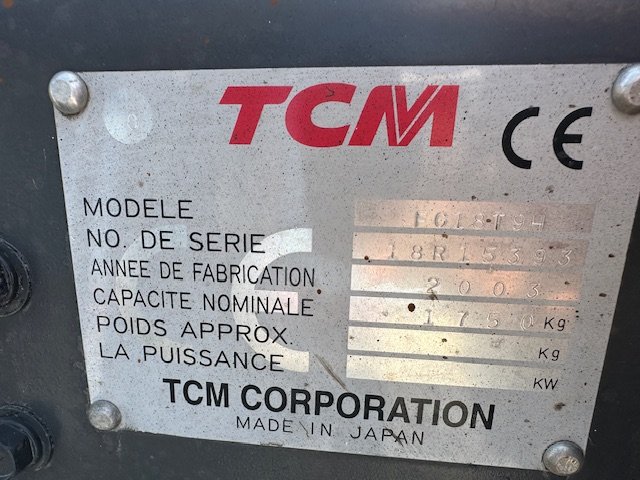 TCM CE
MODELE FG18T9H
NO. DE SERIE 18R15393
ANNEE DE FABRICATION 2003
CAPACITE NOMINALE 1750 Kg
POIDS APPROX. Kg
LA PUISSANCE KW
TCM CORPORATION
MADE IN JAPAN